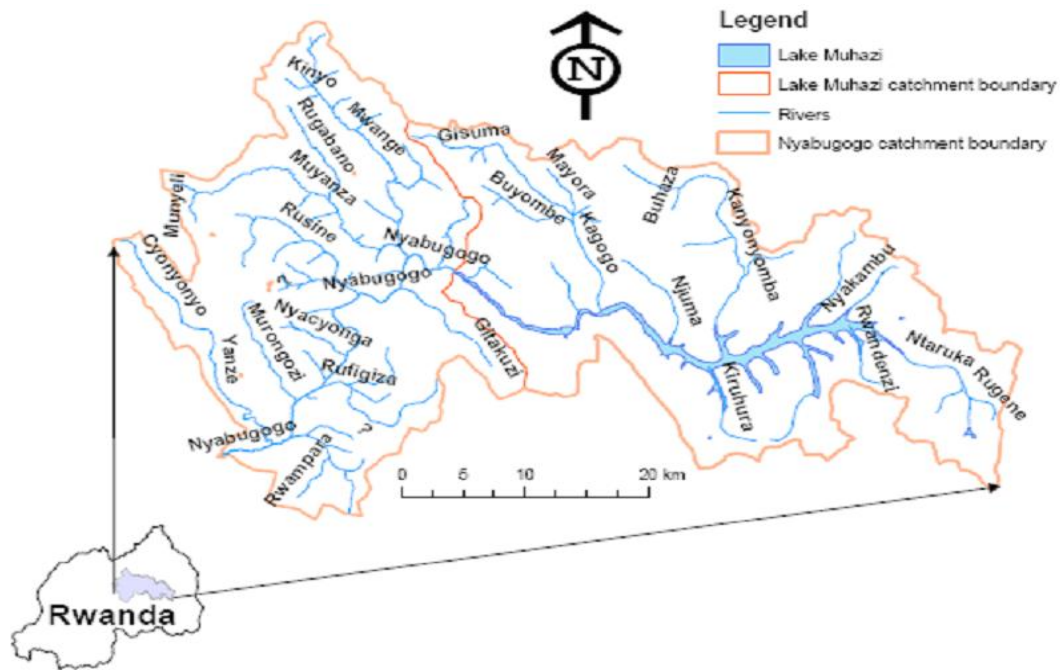 Legend
Lake Muhazi
Lake Muhazi catchment boundary
Rivers
Nyabugogo catchment boundary
N
Kinyo
Mwange
Rugabano
Muyanza
Munyeli
Rusine
Gisuma
Mayora
Buyombe
Kagogo
Buhaza
Kanyonyomba
Nyabugogo
Nyabugogo
?
Cyonyonyo
Yanze
Murongozi
Nyacyonga
Rufigiza
Gitakuzi
Njuma
Kiruhura
Nyakambu
Rwandenzi
Ntaruka
Rugene
Nyabugogo
?
Rwampara
0 5 10 20 km
Rwanda